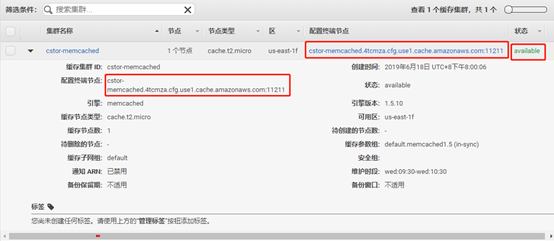 筛选条件: 搜索集群... 查看 1 个缓存集群，共 1 个
集群名称 节点 节点类型 区 配置终端节点 状态
cstor-memcached 1 个节点 cache.t2.micro us-east-1f cstor-memcached.4tcmza.cfg.use1.cache.amazonaws.com:11211 available
缓存集群 ID: cstor-memcached 创建时间: 2019年6月18日 UTC+8下午8:00:06
配置终端节点: cstor-
memcached.4tcmza.cfg.use1.cache.amazonaws.com:11211 状态: available
引擎: memcached 引擎版本: 1.5.10
缓存节点类型: cache.t2.micro 可用区: us-east-1f
缓存节点数: 1 待创建的节点数: -
待删除的节点: - 缓存参数组: default.memcached1.5 (in-sync)
缓存子网组: default 安全组:
通知 ARN: 已禁用 维护时段: wed:09:30-wed:10:30
备份保留期: 不适用 备份窗口: 不适用
标签
您尚未创建任何标签。请使用上方的"管理标签"按钮添加标签。